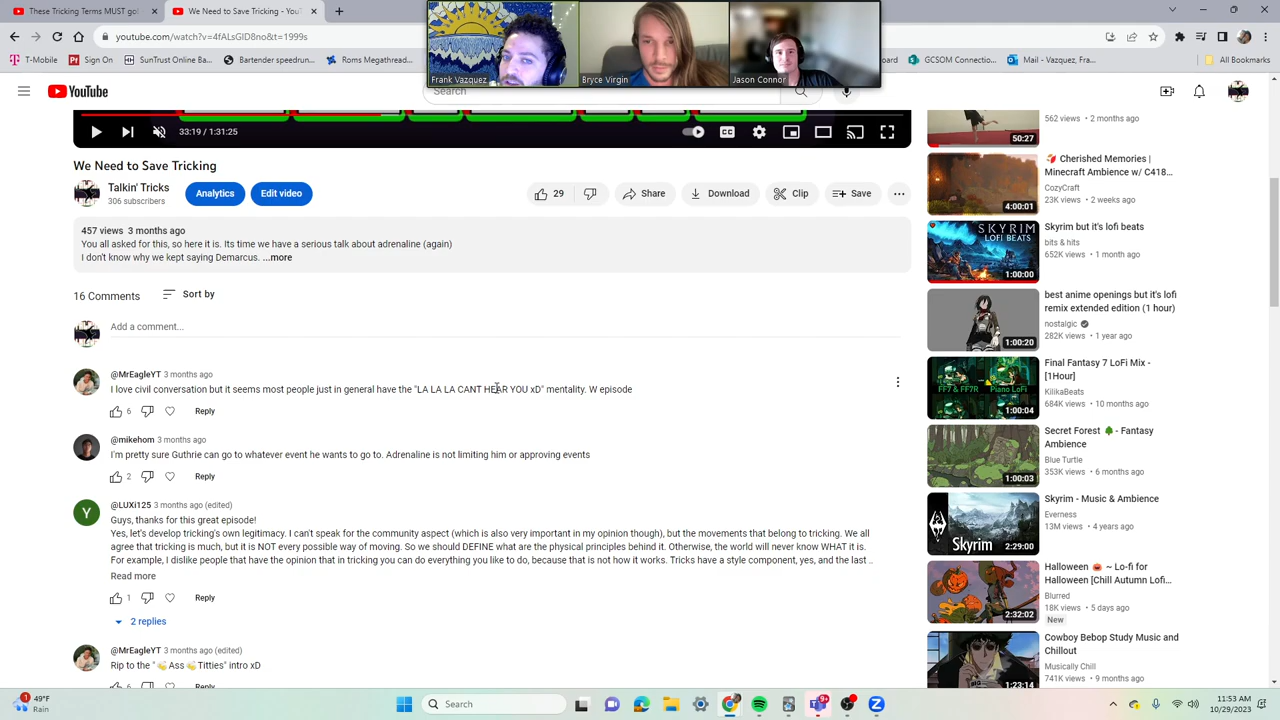 These Tricking Terms MUST go!
We Need to Save Tricking - You
youtube.com/watch?v=4fALsGlD8no&t=1999s
T-Mobile
Paypal
Sign On
SunTrust Online Ba...
Bartender speedrun...
Roms Megathread...
GCSOM Connectio...
Mail - Vazquez, Fra...
All Bookmarks
Frank Vazquez
Bryce Virgin
Jason Connor
YouTube
Search
33:19 / 1:31:25
We Need to Save Tricking
Talkin' Tricks
306 subscribers
Analytics
Edit video
29
Share
Download
Clip
Save
457 views 3 months ago
You all asked for this, so here it is. Its time we have a serious talk about adrenaline (again)
I don't know why we kept saying Demarcus. ...more
16 Comments
Sort by
Add a comment...
@MrEagleYT 3 months ago
I love civil conversation but it seems most people just in general have the "LA LA LA CANT HEAR YOU xD" mentality. W episode
6
Reply
@mikehom 3 months ago
I'm pretty sure Guthrie can go to whatever event he wants to go to. Adrenaline is not limiting him or approving events
2
Reply
@LUXi125 3 months ago (edited)
Guys, thanks for this great episode!
Yes, let's develop tricking's own legitimacy. I can't speak for the community aspect (which is also very important in my opinion though), but the movements that belong to tricking. We all
agree that tricking is much, but it is NOT every possible way of moving. So we should DEFINE what are the physical principles behind it. Otherwise, the world will never know WHAT it is.
For example, I dislike people that have the opinion that in tricking you can do everything you like to do, because that is not how it works. Tricks have a style component, yes, and the last ..
Read more
1
Reply
2 replies
@MrEagleYT 3 months ago (edited)
Rip to the "👏Ass👏Titties" intro xD
6
Reply
562 views • 2 months ago
50:27
Cherished Memories |
Minecraft Ambience w/ C418...
CozyCraft
23K views • 2 weeks ago
4:00:01
SKYRIM
LOFI BEATS
1:00:00
Skyrim but it's lofi beats
bits & hits
652K views • 1 month ago
best anime openings but it's lofi
remix extended edition (1 hour)
nostalgic
282K views • 1 year ago
1:00:20
Final Fantasy 7 LoFi Mix -
[1Hour]
KilikaBeats
684K views • 10 months ago
FF7 & FF7R
Piano LoFi
1:00:04
Secret Forest 🌳- Fantasy
Ambience
Blue Turtle
353K views • 6 months ago
1:00:03
Skyrim - Music & Ambience
Everness
13M views • 4 years ago
Skyrim
2:29:00
Halloween 🎃 ~ Lo-fi for
Halloween [Chill Autumn Lofi...
Blurred
18K views • 5 days ago
New
2:32:02
Cowboy Bebop Study Music and
Chillout
Musically Chill
741K views • 9 months ago
1:23:14
1
49°F
Rain
Search
9+
11:53 AM
10/29/2023